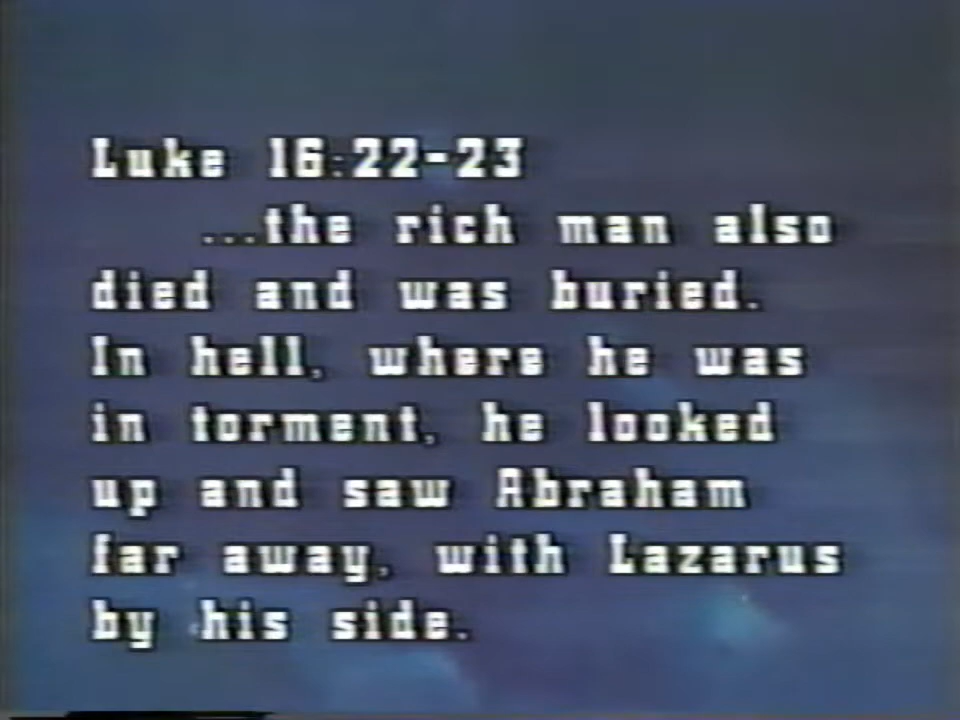 Luke 16:22-23
...the rich man also
died and was buried.
In hell, where he was
in torment, he looked
up and saw Abraham
far away, with Lazarus
by his side.